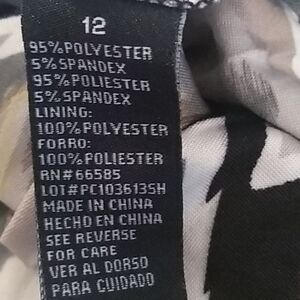 12
95%POLYESTER
5%SPANDEX
95%POLIESTER
5%SPANDEX
LINING:
100%POLYESTER
FORRO:
100%POLIESTER
RN#66585
LOT#PC103613SH
MADE IN CHINA
HECHO EN CHINA
SEE REVERSE
FOR CARE
VER AL DORSO
PARA CUIDADO